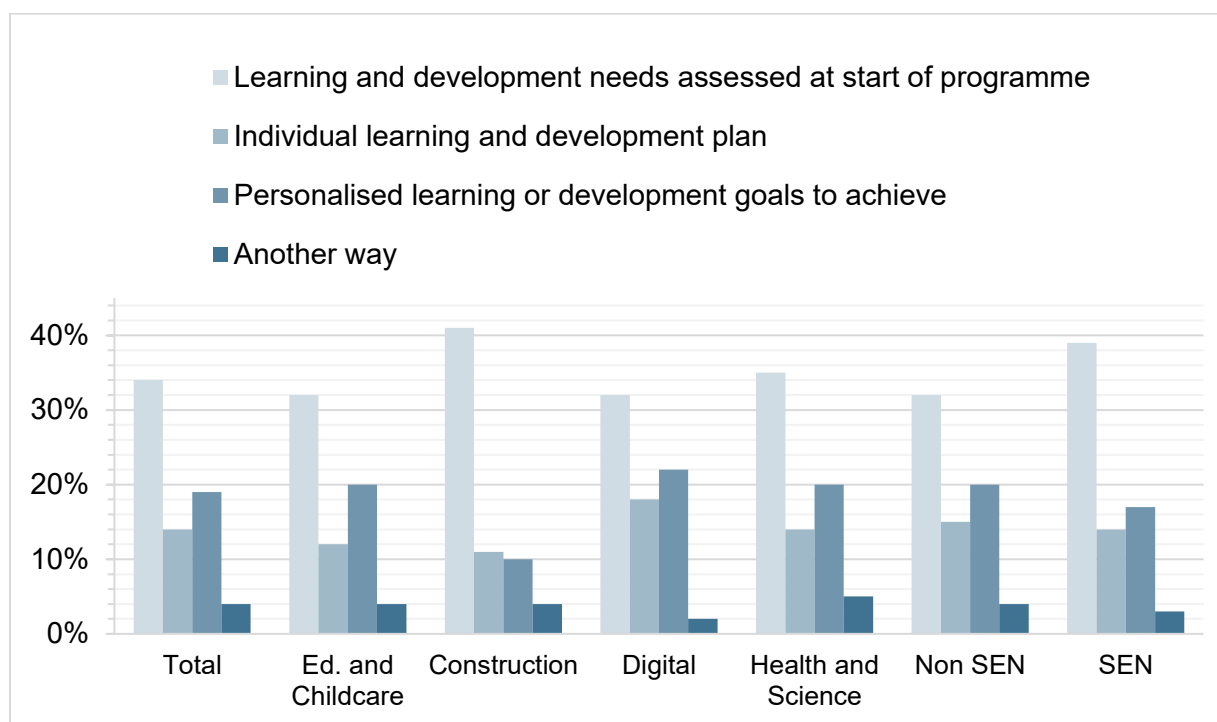 Learning and development needs assessed at start of programme
Individual learning and development plan
Personalised learning or development goals to achieve
Another way
40%
30%
20%
10%
0%
Total
Ed. and
Childcare
Construction
Digital
Health and
Science
Non SEN
SEN